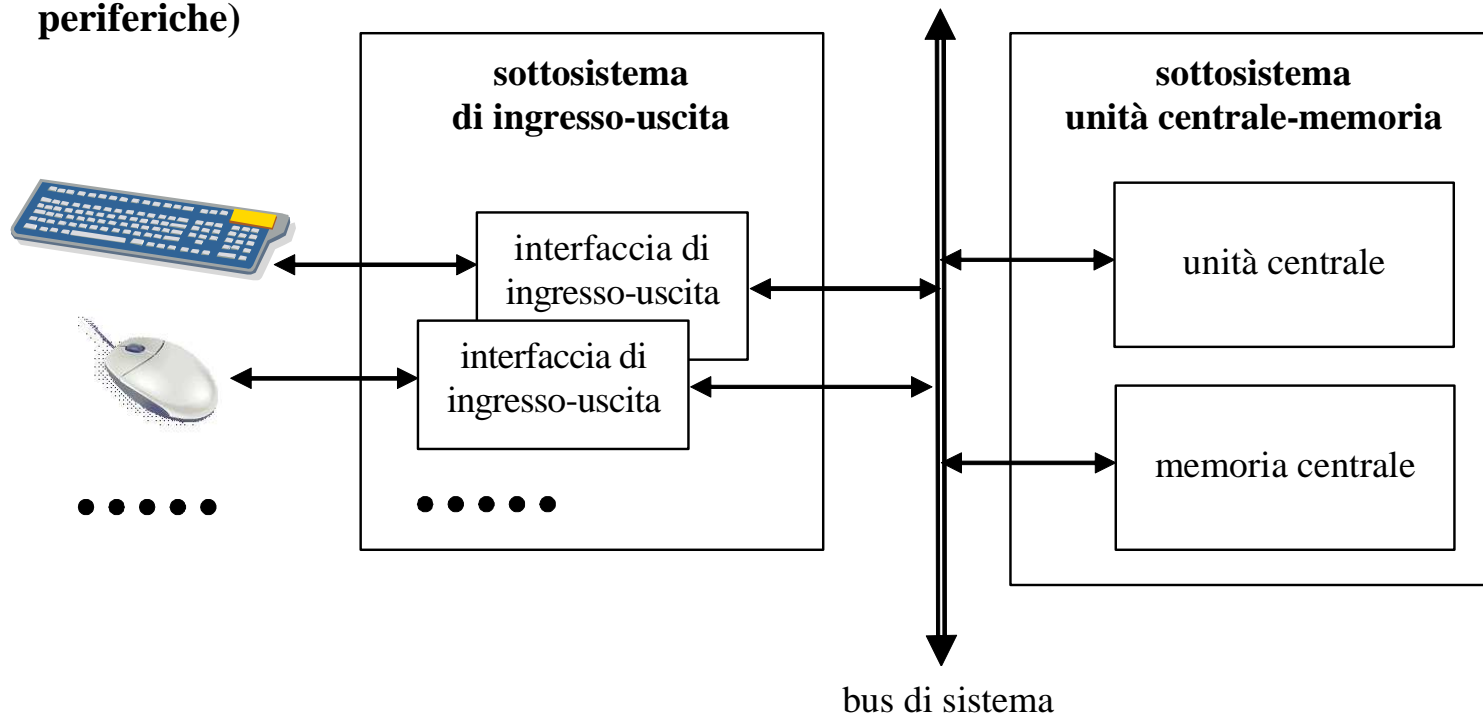 periferiche)
sottosistema
di ingresso-uscita
interfaccia di
ingresso-uscita
interfaccia di
ingresso-uscita
sottosistema
unità centrale-memoria
unità centrale
memoria centrale
bus di sistema